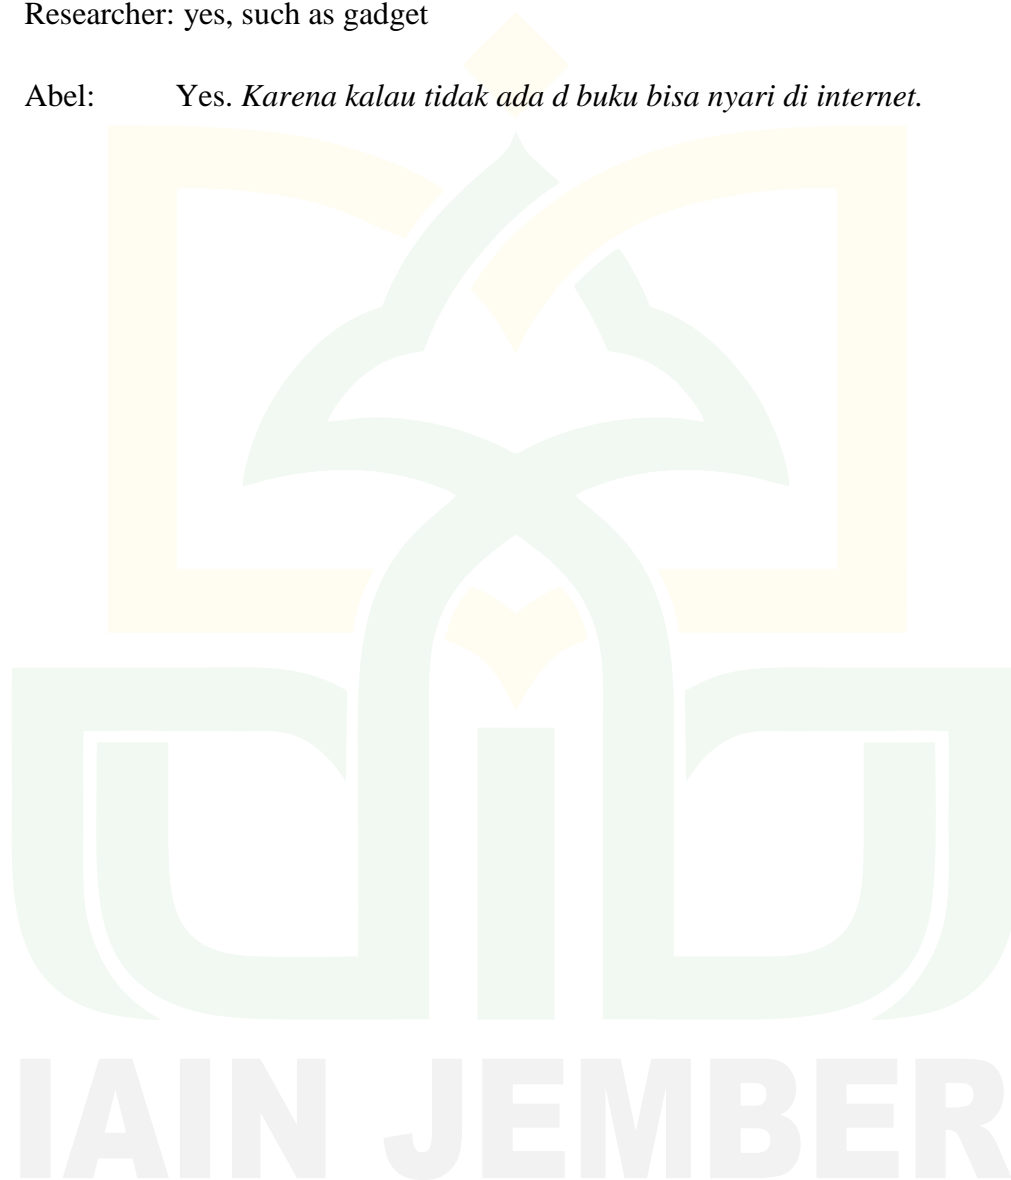 Researcher: yes, such as gadget
Abel: Yes. Karena kalau tidak ada d buku bisa nyari di internet.
IAIN JEMBER